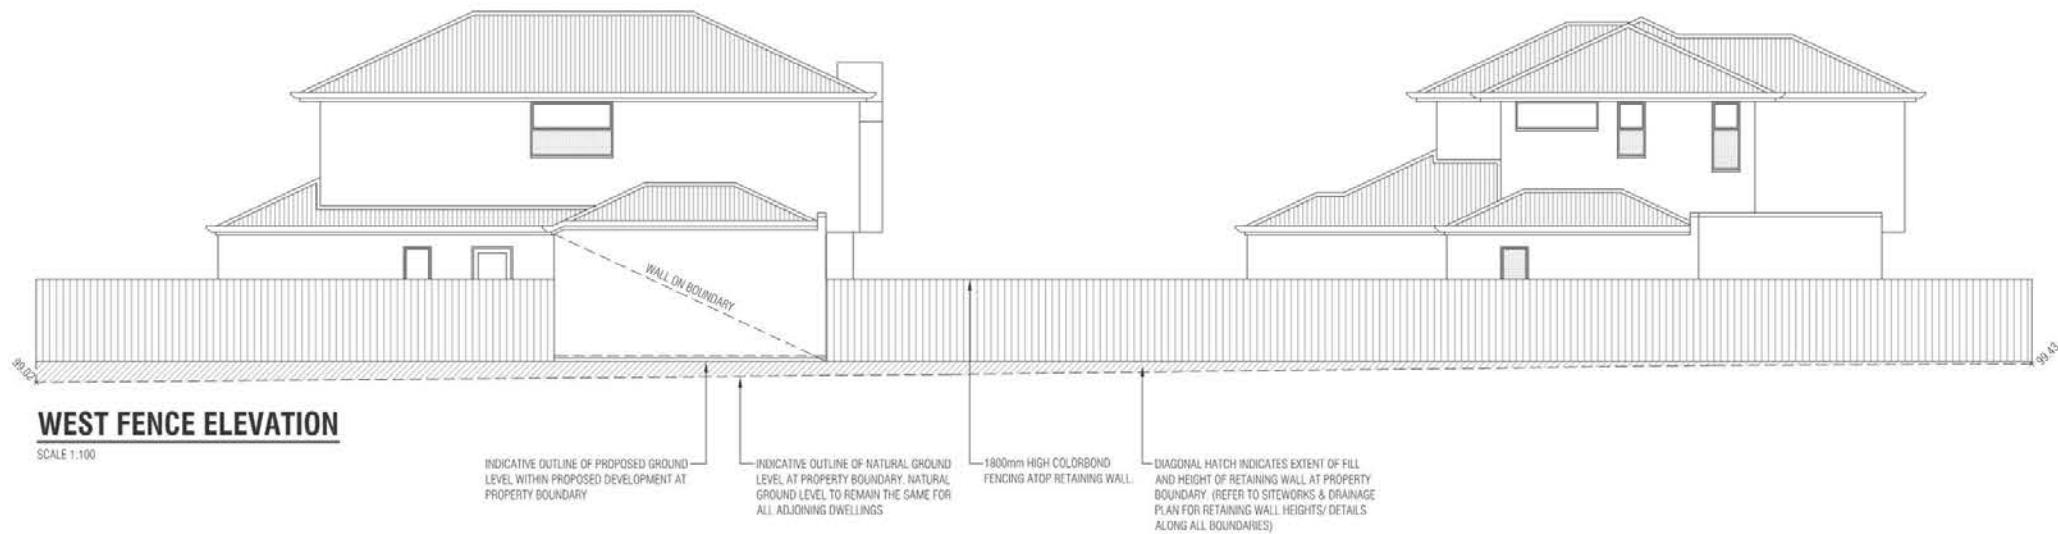 WALL ON BOUNDARY
99.02
99.43
WEST FENCE ELEVATION
SCALE 1:100
INDICATIVE OUTLINE OF PROPOSED GROUND
LEVEL WITHIN PROPOSED DEVELOPMENT AT
PROPERTY BOUNDARY
INDICATIVE OUTLINE OF NATURAL GROUND
LEVEL AT PROPERTY BOUNDARY. NATURAL
GROUND LEVEL TO REMAIN THE SAME FOR
ALL ADJOINING DWELLINGS
1800mm HIGH COLORBOND
FENCING ATOP RETAINING WALL.
DIAGONAL HATCH INDICATES EXTENT OF FILL
AND HEIGHT OF RETAINING WALL AT PROPERTY
BOUNDARY. (REFER TO SITEWORKS & DRAINAGE
PLAN FOR RETAINING WALL HEIGHTS/ DETAILS
ALONG ALL BOUNDARIES)